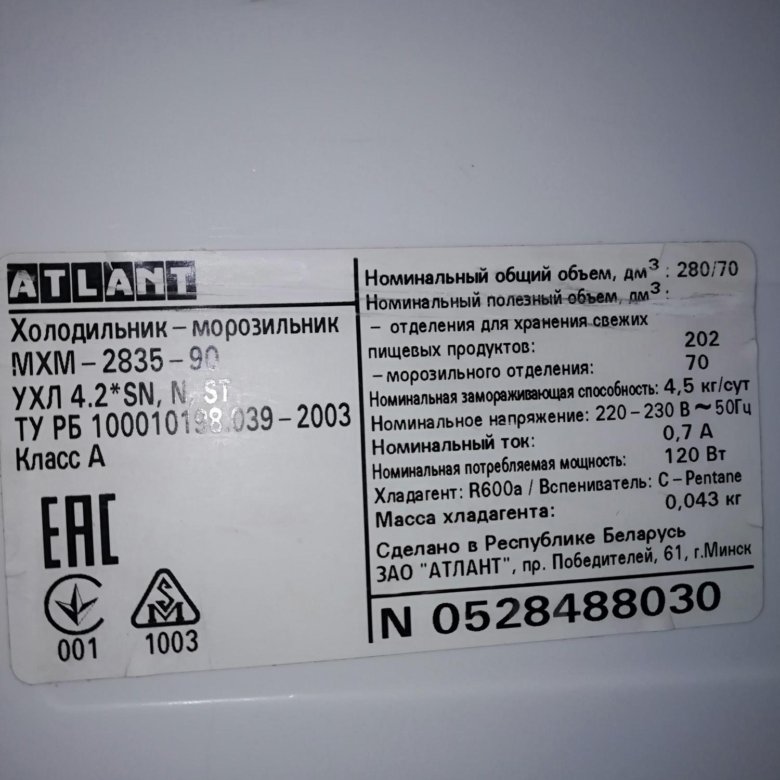 ATLANT
Холодильник – морозильник
МХМ – 2835 – 90
УХЛ 4.2*SN, N, ST
ТУ РБ 100010198.039 – 2003
Класс А
EAC
001
1003
Номинальный общий объем, дм³ : 280/70
Номинальный полезный объем, дм³ :
– отделения для хранения свежих
пищевых продуктов: 202
– морозильного отделения: 70
Номинальная замораживающая способность: 4,5 кг/сут
Номинальное напряжение: 220 – 230 В ~ 50Гц
Номинальный ток: 0,7 А
Номинальная потребляемая мощность: 120 Вт
Хладагент: R600a / Вспениватель: C – Pentane
Масса хладагента: 0,043 кг
Сделано в Республике Беларусь
ЗАО "АТЛАНТ", пр. Победителей, 61, г.Минск
N 0528488030